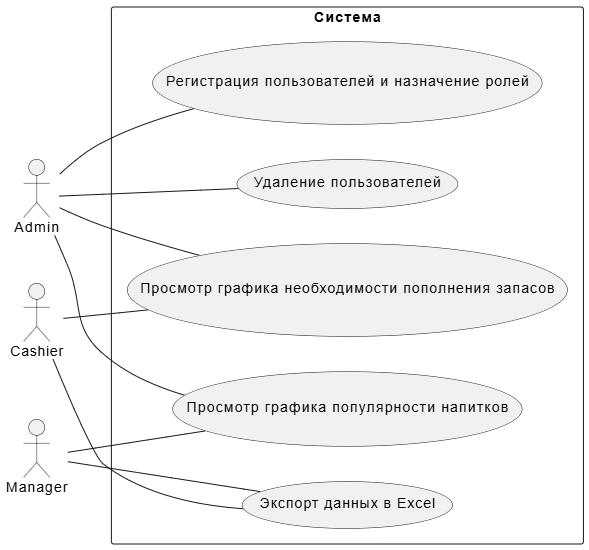 Система
Регистрация пользователей и назначение ролей
Удаление пользователей
Admin
Просмотр графика необходимости пополнения запасов
Cashier
Просмотр графика популярности напитков
Manager
Экспорт данных в Excel